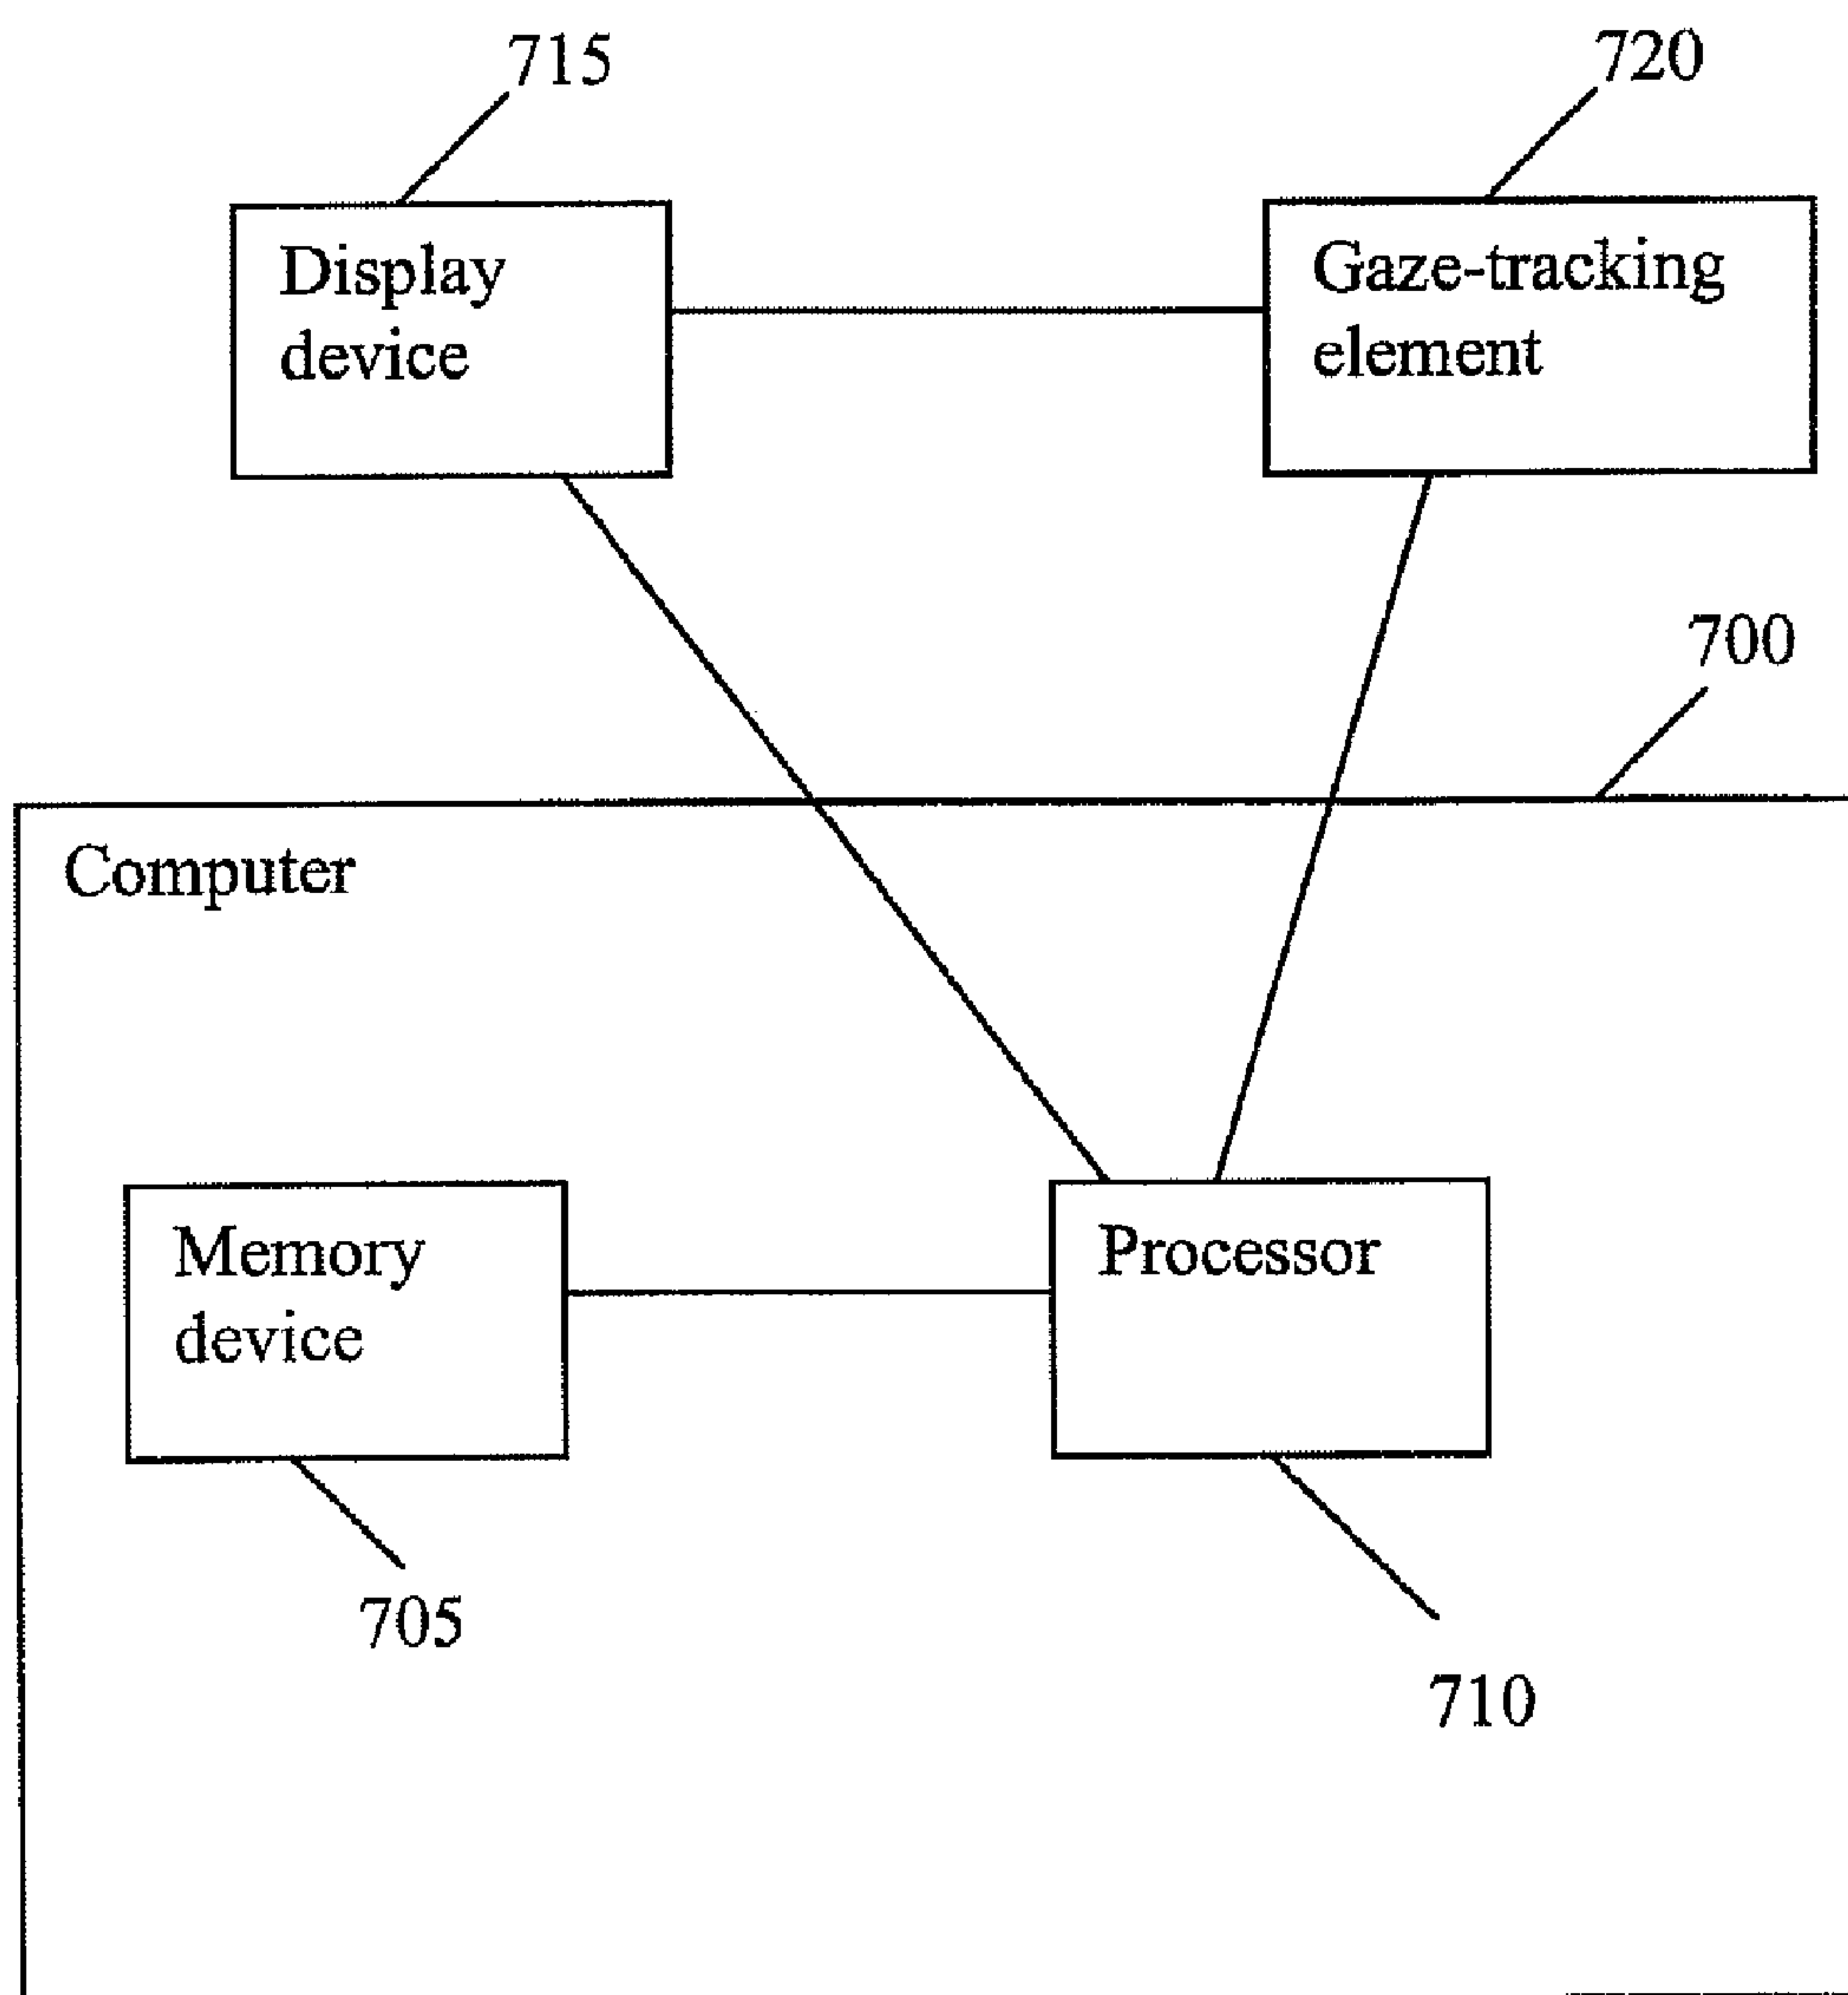 715
720
Display
device
Gaze-tracking
element
700
Computer
Memory
device
Processor
705
710